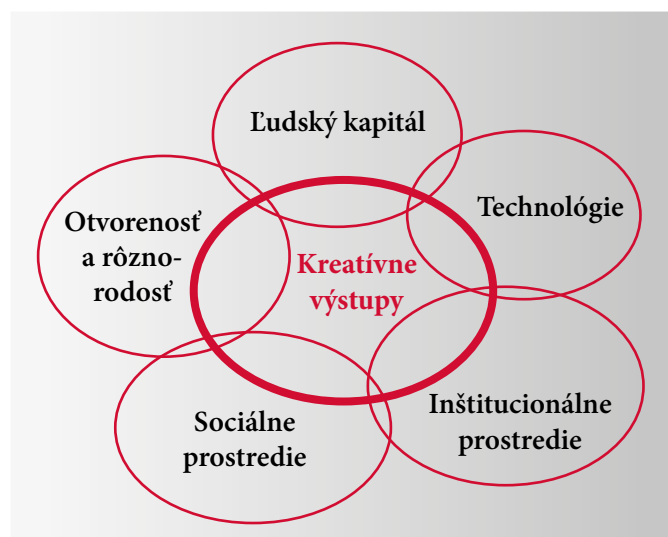 Ľudský kapitál
Technológie
Otvorenosť
a rôzno-
rodosť
Kreatívne
výstupy
Inštitucionálne
prostredie
Sociálne
prostredie